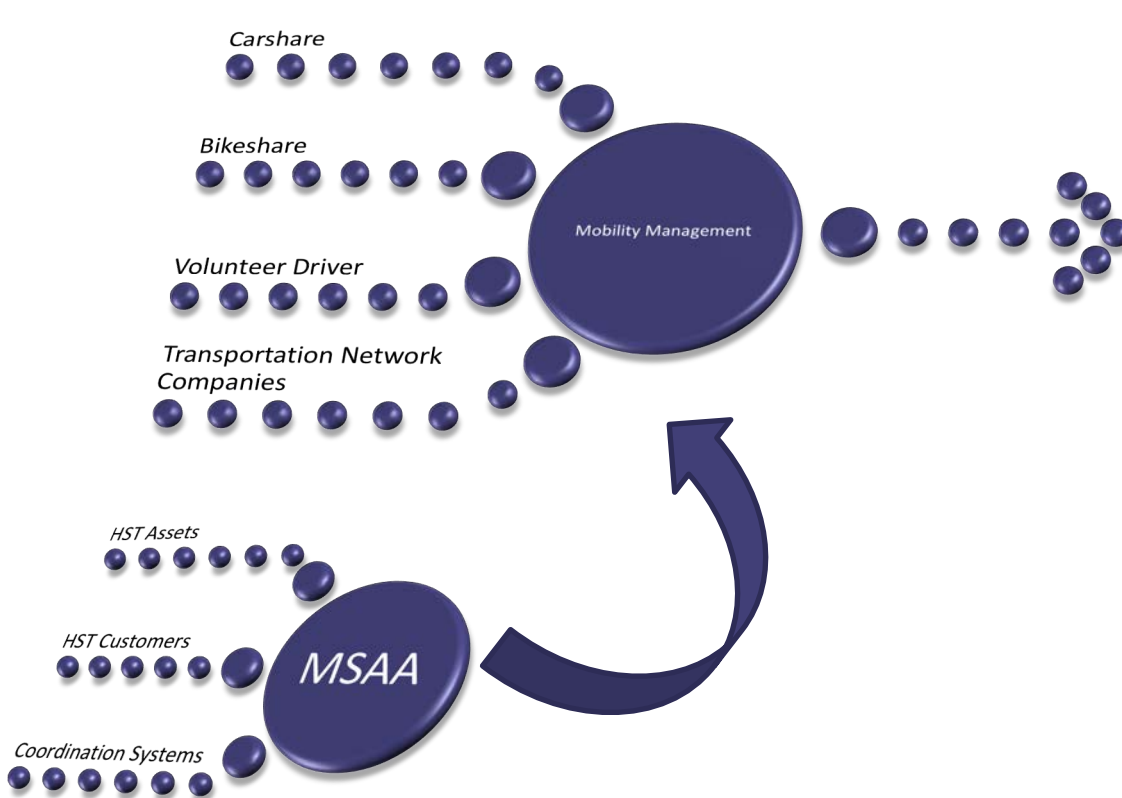 Carshare
Bikeshare
Mobility Management
Volunteer Driver
Transportation Network
Companies
HST Assets
HST Customers
MSAA
Coordination Systems